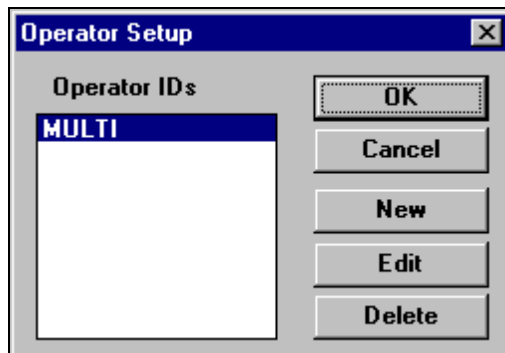 Operator Setup
Operator IDs
MULTI
OK
Cancel
New
Edit
Delete